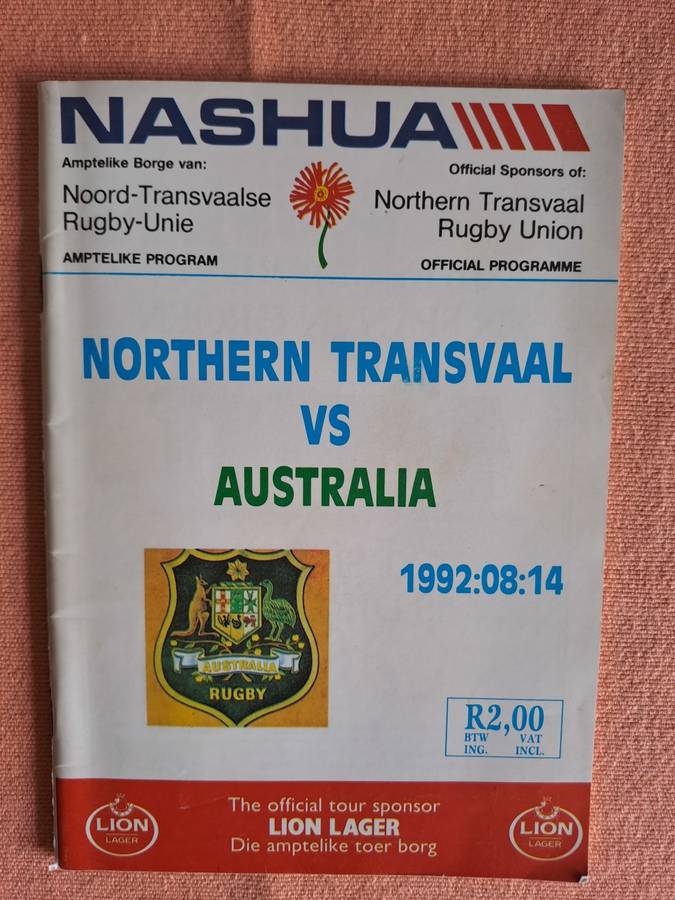 NASHUA
Amptelike Borge van:
Noord-Transvaalse
Rugby-Unie
AMPTELIKE PROGRAM
Official Sponsors of:
Northern Transvaal
Rugby Union
OFFICIAL PROGRAMME
NORTHERN TRANSVAAL
VS
AUSTRALIA
1992:08:14
AUSTRALIA
RUGBY
R2,00
BTW VAT
ING. INCL.
LION
LAGER
The official tour sponsor
LION LAGER
Die amptelike toer borg
LION
LAGER